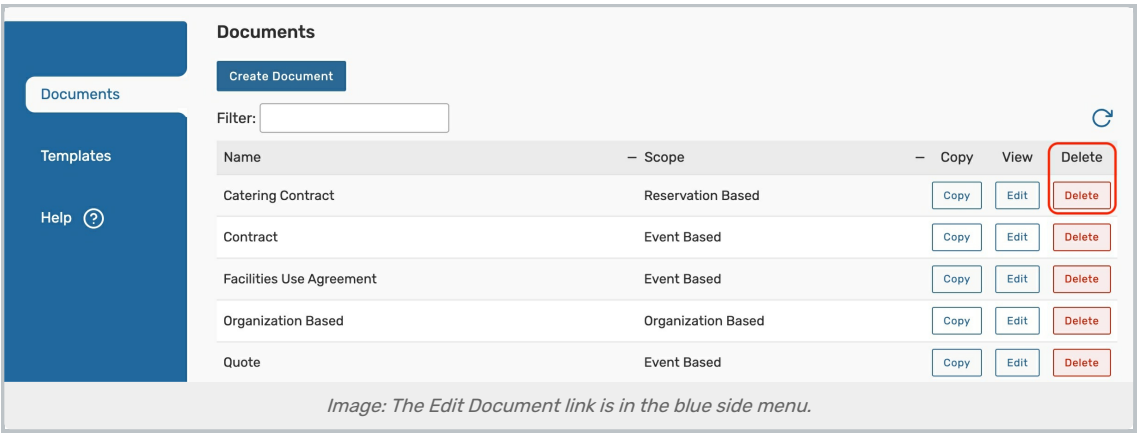 Documents
Templates
Help ?
Documents
Create Document
Filter:
Name – Scope – Copy View Delete
Catering Contract Reservation Based Copy Edit Delete
Contract Event Based Copy Edit Delete
Facilities Use Agreement Event Based Copy Edit Delete
Organization Based Organization Based Copy Edit Delete
Quote Event Based Copy Edit Delete
Image: The Edit Document link is in the blue side menu.